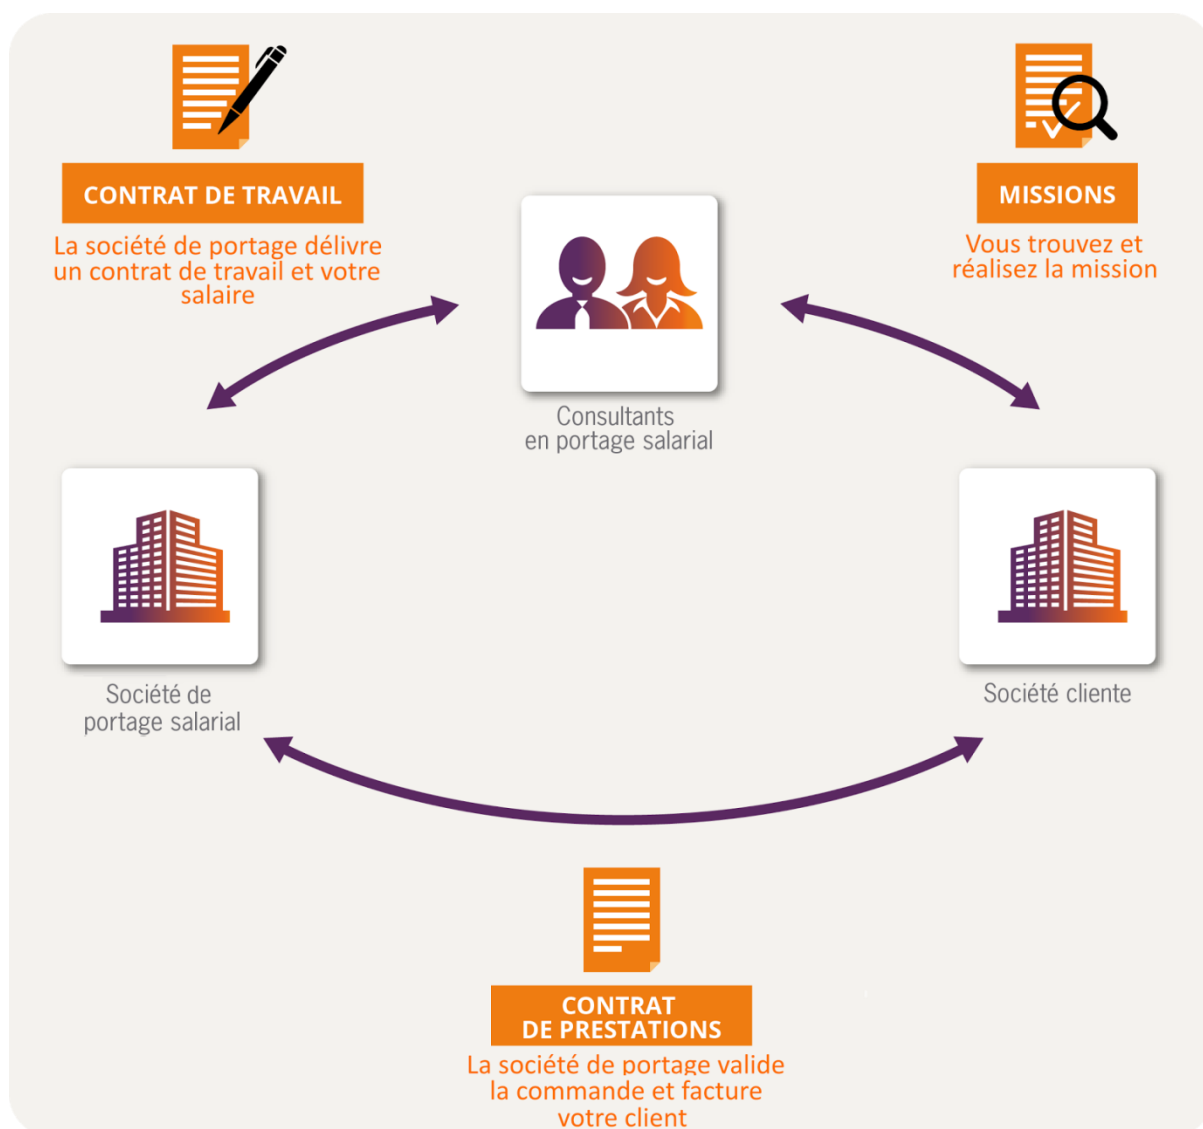 CONTRAT DE TRAVAIL
La société de portage délivre
un contrat de travail et votre
salaire
MISSIONS
Vous trouvez et
réalisez la mission
Consultants
en portage salarial
Société de
portage salarial
Société cliente
CONTRAT
DE PRESTATIONS
La société de portage valide
la commande et facture
votre client